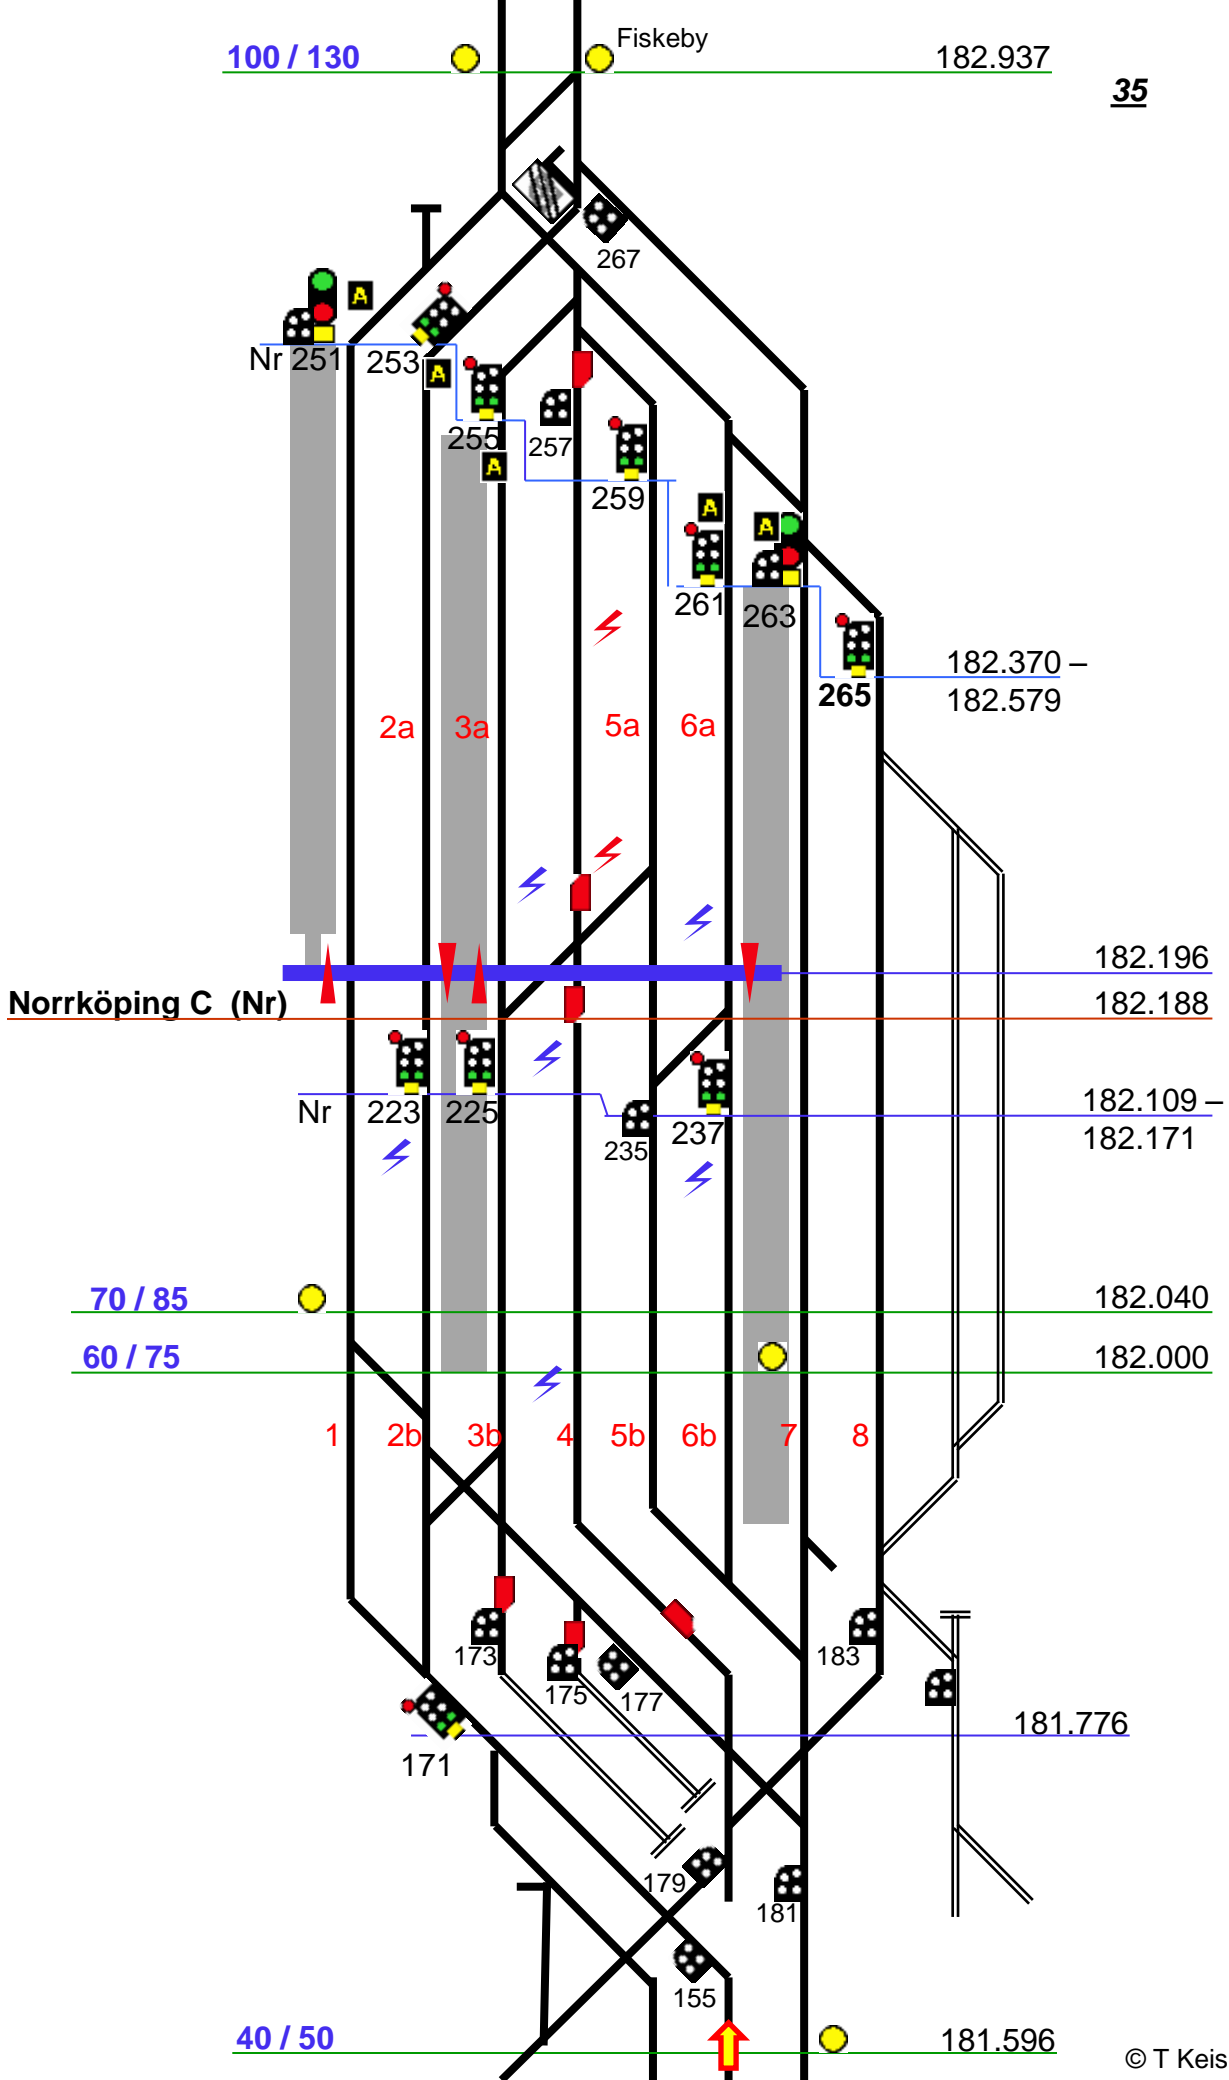 Fiskeby
100 / 130
182.937
35
267
A
Nr 251
253
A
255
257
A
259
A
A
261
263
182.370 –
265
182.579
2a
3a
5a
6a
182.196
Norrköping C (Nr)
182.188
182.109 –
Nr
223
225
235
237
182.171
70 / 85
182.040
60 / 75
182.000
1
2b
3b
4
5b
6b
7
8
173
183
175
177
181.776
171
179
181
155
40 / 50
181.596
© T Keis